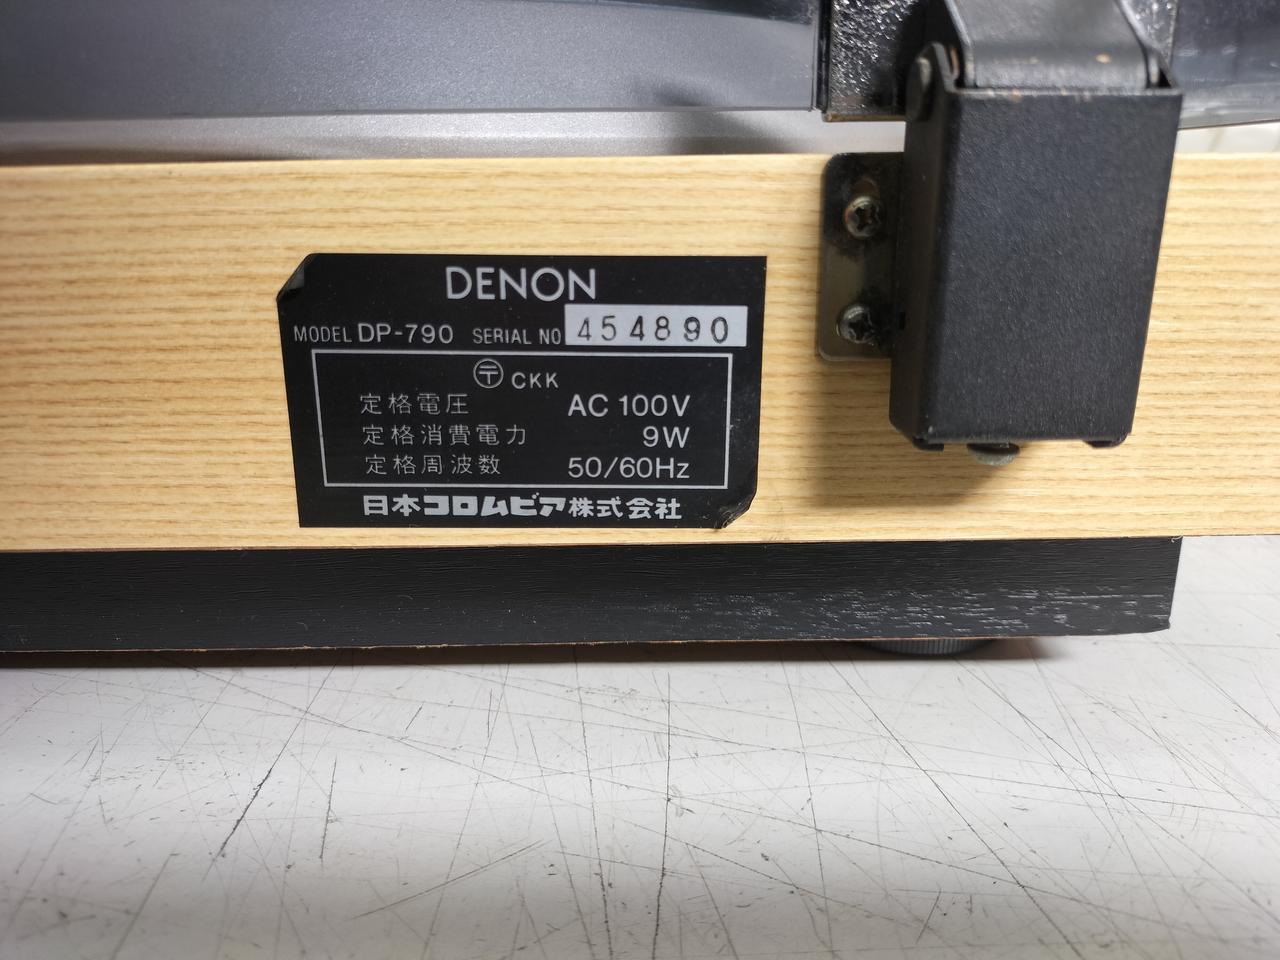 DENON
MODEL DP-790 SERIAL NO 454890
〒 CKK
定格電圧 AC 100V
定格消費電力 9W
定格周波数 50/60Hz
日本コロムビア株式会社